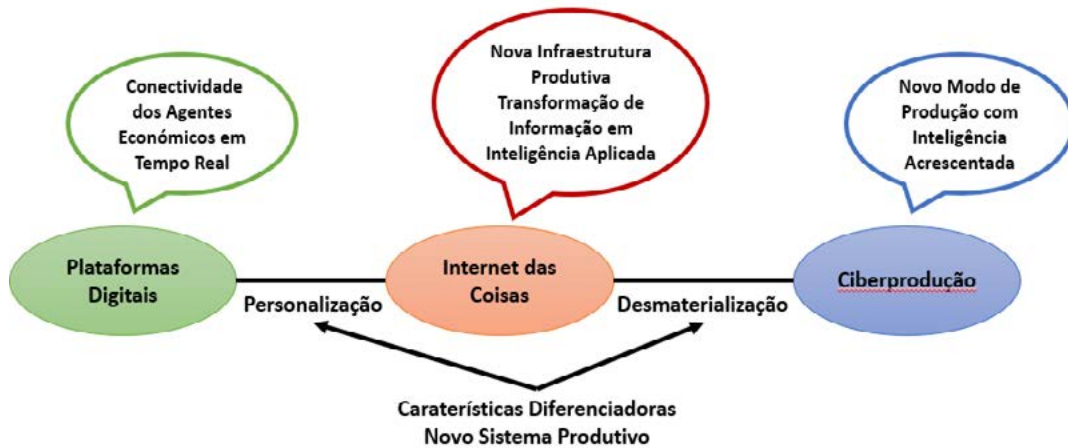 Conectividade
dos Agentes
Económicos em
Tempo Real
Nova Infraestrutura
Produtiva
Transformação de
Informação em
Inteligência Aplicada
Novo Modo de
Produção com
Inteligência
Acrescentada
Plataformas
Digitais
Internet das
Coisas
Ciberprodução
Personalização
Desmaterialização
Caraterísticas Diferenciadoras
Novo Sistema Produtivo